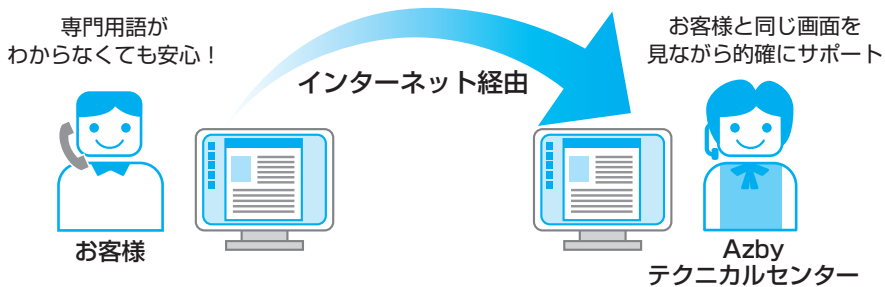 専門用語が
わからなくても安心！
インターネット経由
お客様と同じ画面を
見ながら的確にサポート
お客様
Azby
テクニカルセンター